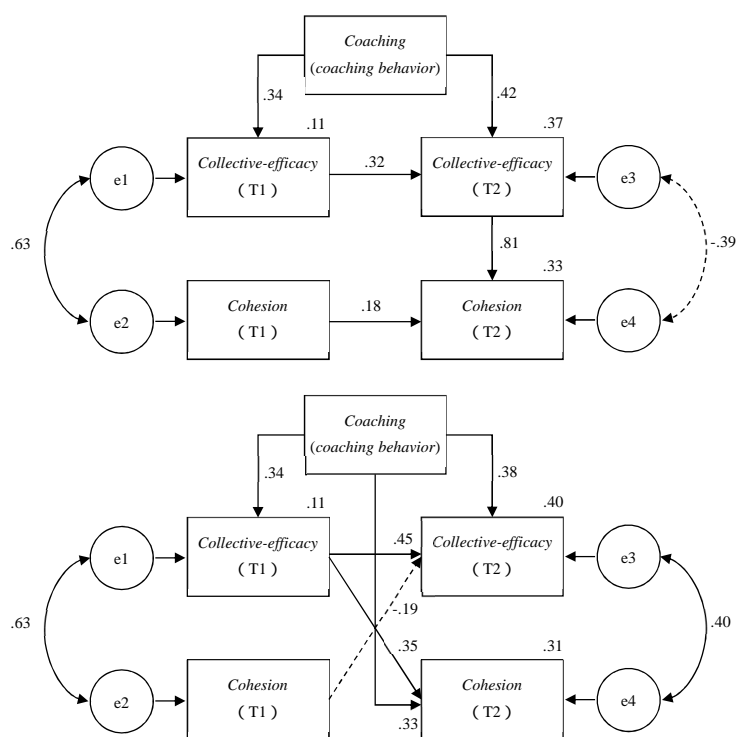 Coaching
(coaching behavior)
.34
.42
.11
.37
Collective-efficacy
(T1)
.32
Collective-efficacy
(T2)
e1
e3
.63
.81
-.39
.33
Cohesion
(T1)
.18
Cohesion
(T2)
e2
e4
Coaching
(coaching behavior)
.34
.38
.11
.40
Collective-efficacy
(T1)
.45
Collective-efficacy
(T2)
e1
e3
-.19
.63
.40
.35
.31
Cohesion
(T1)
Cohesion
(T2)
e2
e4
.33